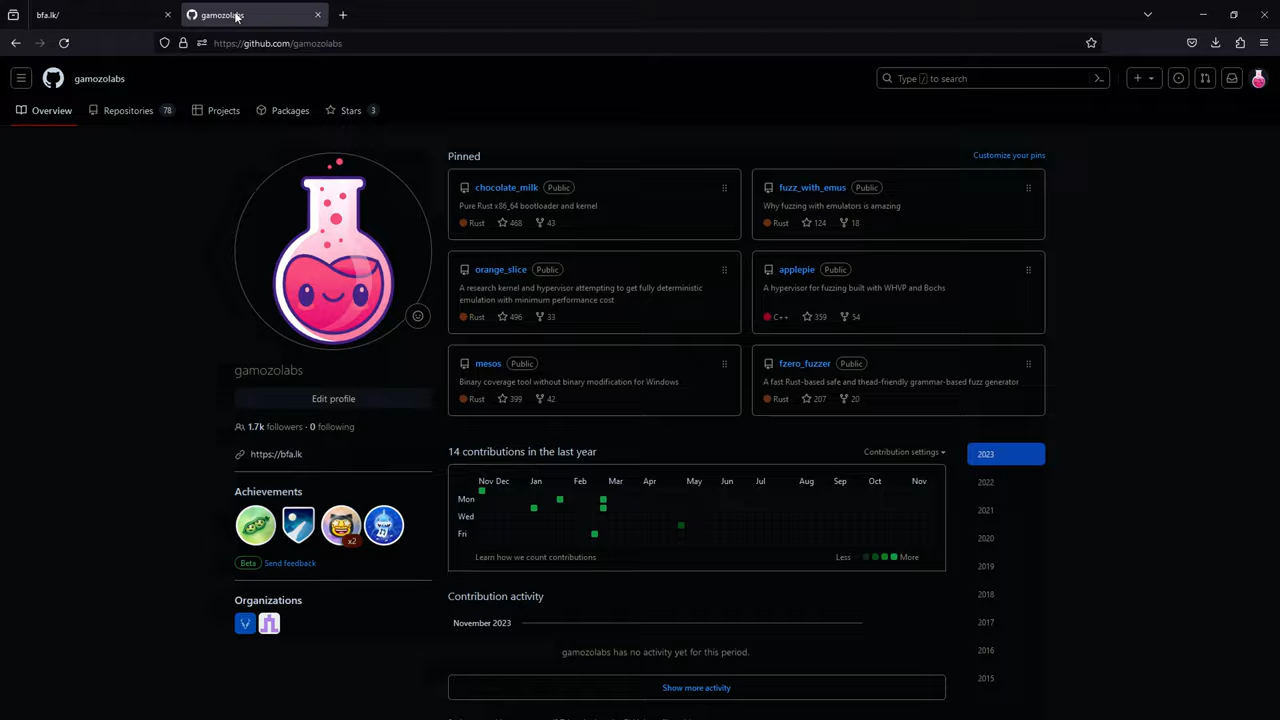 bfa.lk/
gamozolabs
https://github.com/gamozolabs
gamozolabs
Type / to search
Overview
Repositories 78
Projects
Packages
Stars 3
Pinned
Customize your pins
chocolate_milk Public
Pure Rust x86_64 bootloader and kernel
Rust 468 43
fuzz_with_emus Public
Why fuzzing with emulators is amazing
Rust 124 18
orange_slice Public
A research kernel and hypervisor attempting to get fully deterministic
emulation with minimum performance cost
Rust 496 33
applepie Public
A hypervisor for fuzzing built with WHVP and Bochs
C++ 359 54
mesos Public
Binary coverage tool without binary modification for Windows
Rust 399 42
fzero_fuzzer Public
A fast Rust-based safe and thead-friendly grammar-based fuzz generator
Rust 207 20
gamozolabs
Edit profile
1.7k followers · 0 following
https://bfa.lk
Achievements
x2
Beta Send feedback
Organizations
14 contributions in the last year
Contribution settings
Nov Dec Jan Feb Mar Apr May Jun Jul Aug Sep Oct Nov
Mon
Wed
Fri
Learn how we count contributions
Less More
2023
2022
2021
2020
2019
2018
2017
2016
2015
Contribution activity
November 2023
gamozolabs has no activity yet for this period.
Show more activity